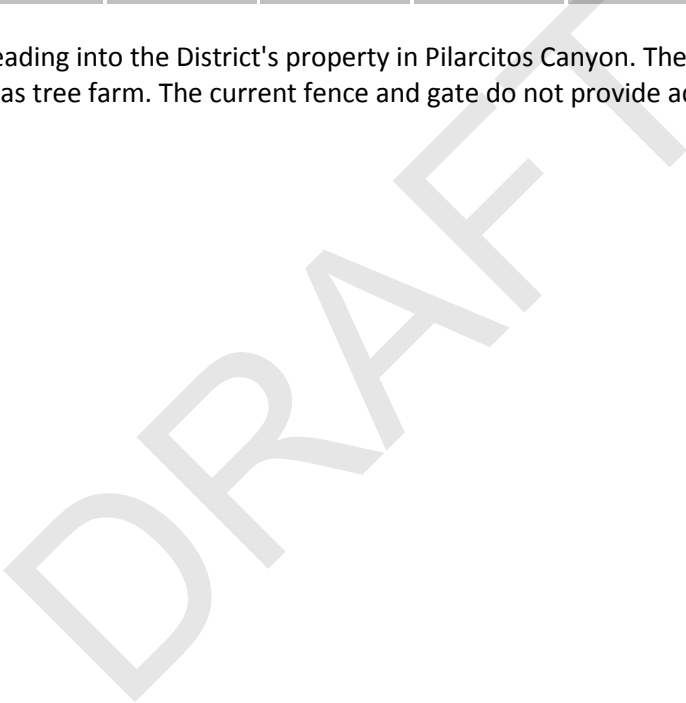 eading into the District's property in Pilarcitos Canyon. The
as tree farm. The current fence and gate do not provide
DRAFT